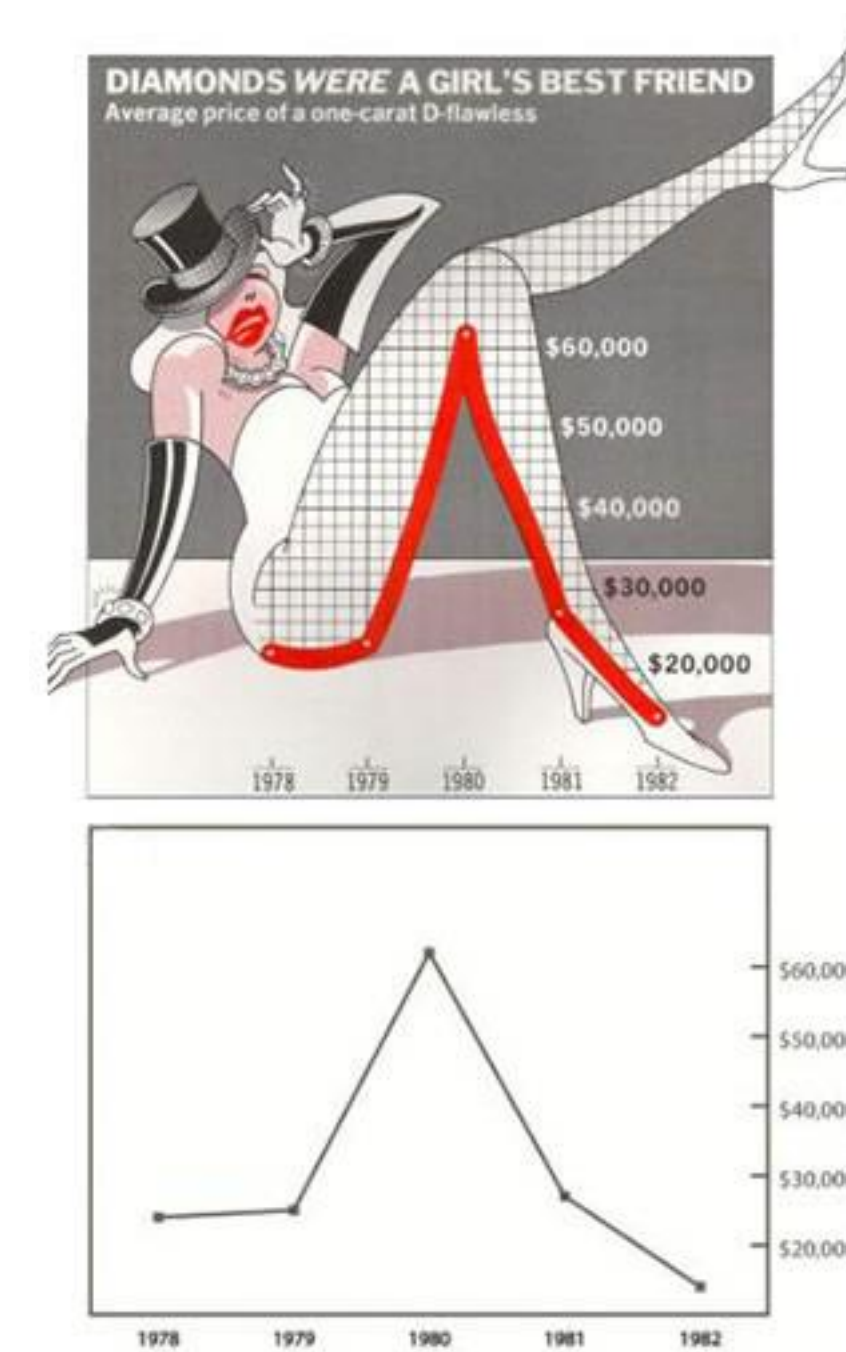 DIAMONDS WERE A GIRL'S BEST FRIEND
Average price of a one-carat D-flawless
$60,000
$50,000
$40,000
$30,000
$20,000
1978 1979 1980 1981 1982
$60,00
$50,00
$40,00
$30,00
$20,00
1978 1979 1980 1981 1982